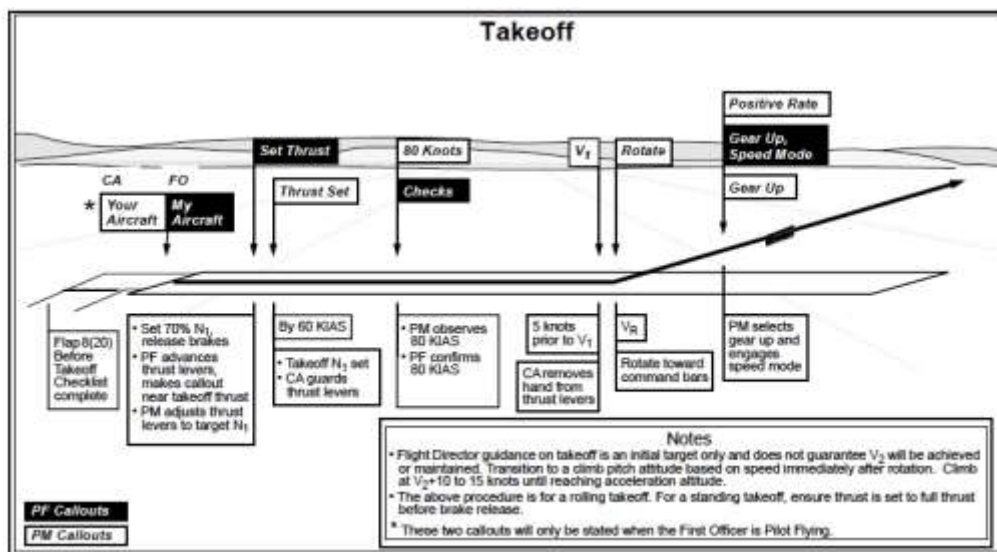 Takeoff
Positive Rate
Set Thrust
80 Knots
V1
Rotate
Gear Up,
Speed Mode
CA
FO
Thrust Set
Checks
Gear Up
*
Your
Aircraft
My
Aircraft
Flap 8(20)
Before
Takeoff
Checklist
complete
• Set 70% N1,
release brakes
• PF advances
thrust levers,
makes callout
near takeoff thrust
• PM adjusts thrust
levers to target N1
By 60 KIAS
• Takeoff N1 set
• CA guards
thrust levers
• PM observes
80 KIAS
• PF confirms
80 KIAS
5 knots
prior to V1
CA removes
hand from
thrust levers
VR
Rotate toward
command bars
PM selects
gear up and
engages
speed mode
Notes
• Flight Director guidance on takeoff is an initial target only and does not guarantee V2 will be achieved
or maintained. Transition to a climb pitch attitude based on speed immediately after rotation. Climb
at V2+10 to 15 knots until reaching acceleration altitude.
• The above procedure is for a rolling takeoff. For a standing takeoff, ensure thrust is set to full thrust
before brake release.
* These two callouts will only be stated when the First Officer is Pilot Flying.
PF Callouts
PM Callouts